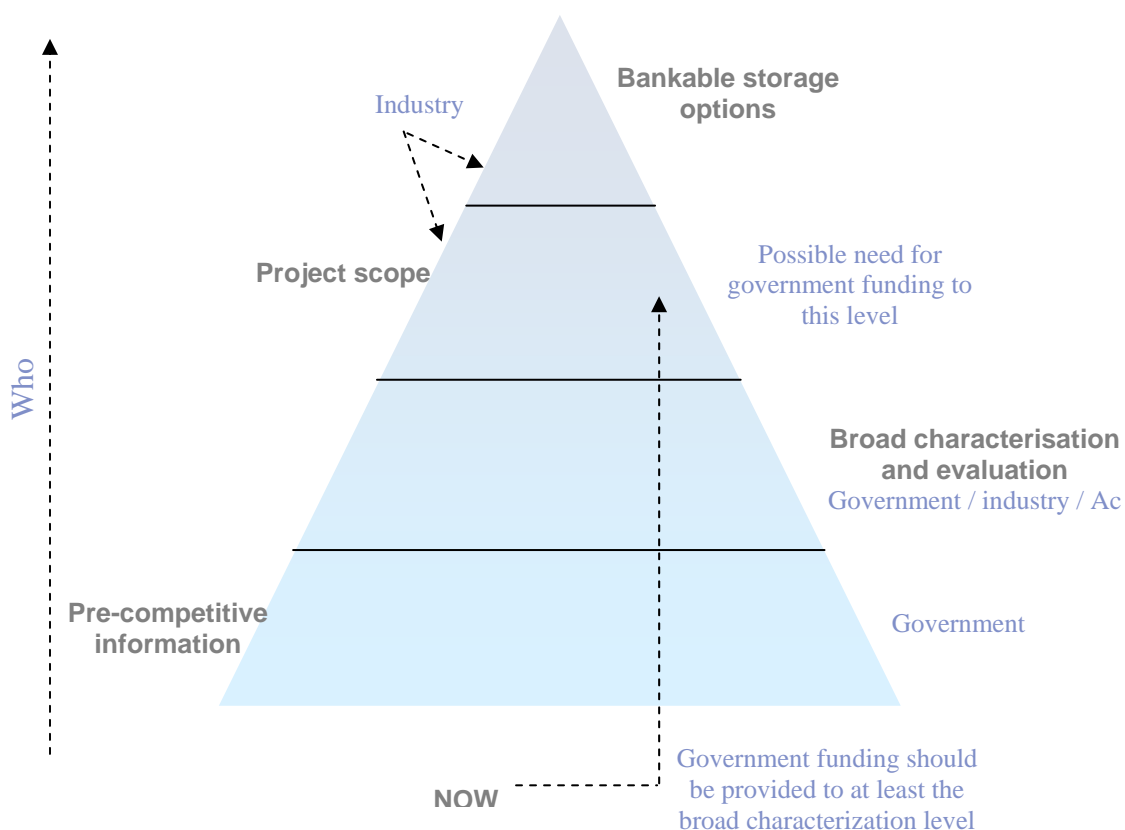 Bankable storage
options
Industry
Project scope
Possible need for
government funding to
this level
Who
Broad characterisation
and evaluation
Government / industry / Ac
Pre-competitive
information
Government
Government funding should
be provided to at least the
broad characterization level
NOW